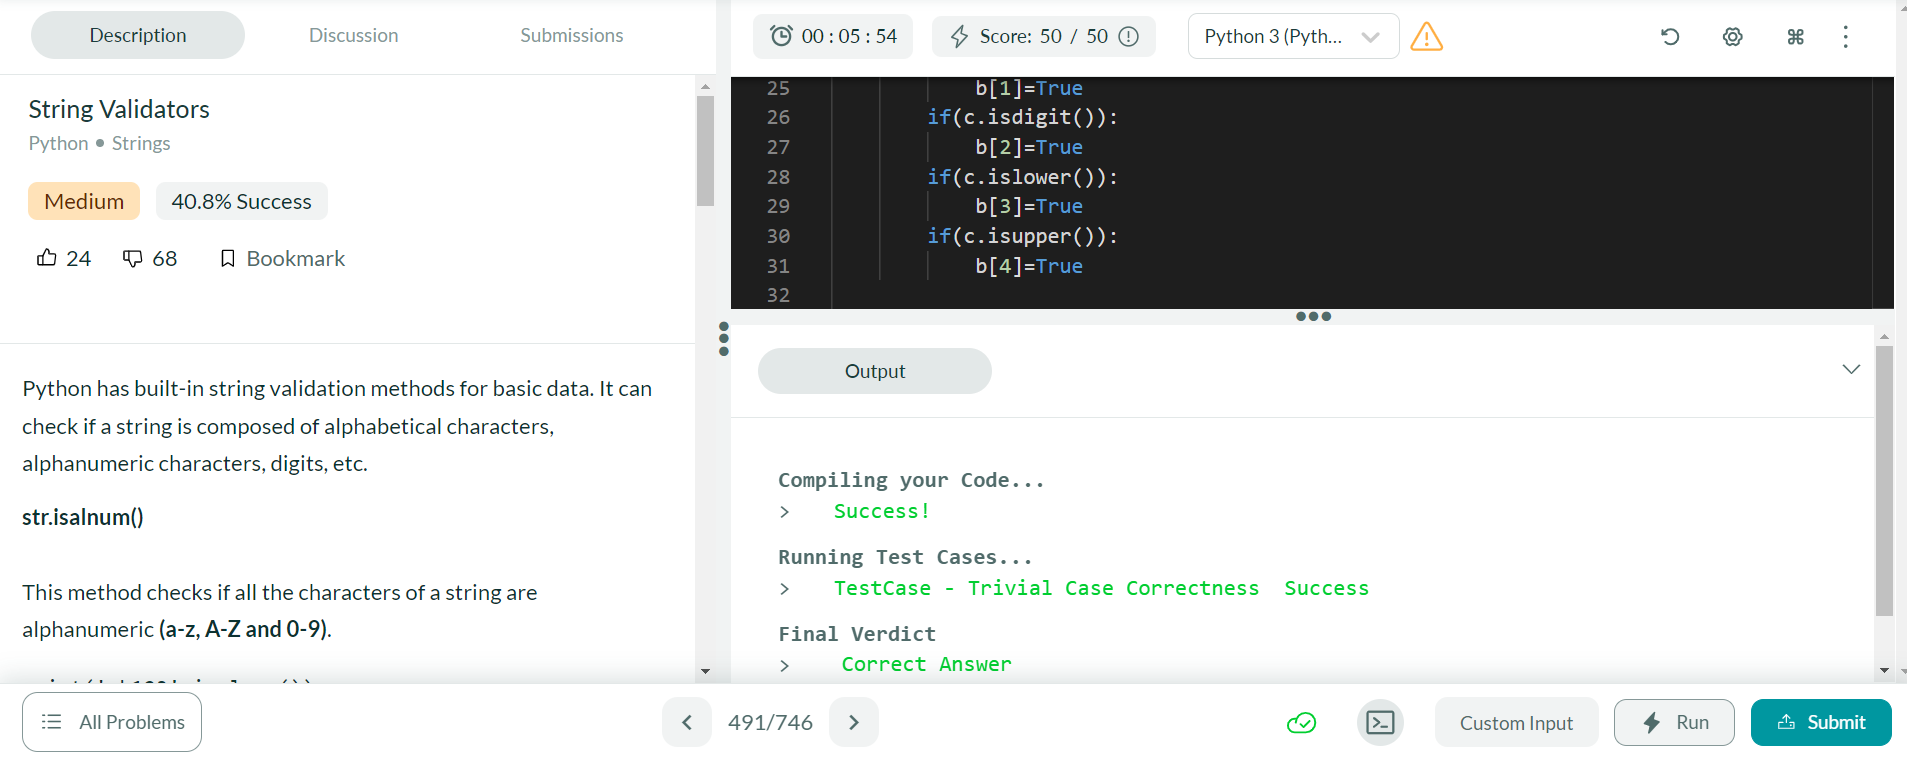 Description Discussion Submissions
String Validators
Python • Strings
Medium 40.8% Success
24 68 Bookmark
Python has built-in string validation methods for basic data. It can
check if a string is composed of alphabetical characters,
alphanumeric characters, digits, etc.
str.isalnum()
This method checks if all the characters of a string are
alphanumeric (a-z, A-Z and 0-9).
00 : 05 : 54 Score: 50 / 50 Python 3 (Pyth...
25 b[1]=True
26 if(c.isdigit()):
27 b[2]=True
28 if(c.islower()):
29 b[3]=True
30 if(c.isupper()):
31 b[4]=True
32
Output
Compiling your Code...
> Success!
Running Test Cases...
> TestCase - Trivial Case Correctness Success
Final Verdict
> Correct Answer
All Problems < 491/746 > Custom Input Run Submit